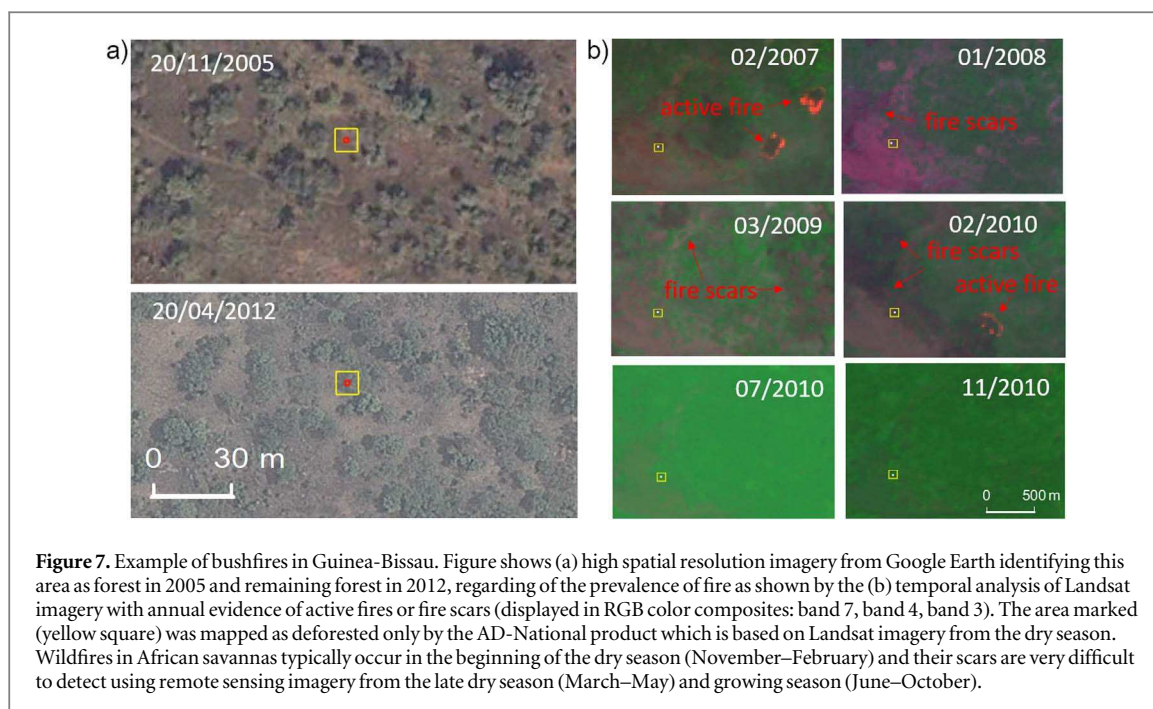 a)
20/11/2005
20/04/2012
0 30 m
b)
02/2007
active fire
01/2008
fire scars
03/2009
fire scars
02/2010
fire scars
active fire
07/2010
11/2010
0 500 m
Figure 7. Example of bushfires in Guinea-Bissau. Figure shows (a) high spatial resolution imagery from Google Earth identifying this
area as forest in 2005 and remaining forest in 2012, regarding of the prevalence of fire as shown by the (b) temporal analysis of Landsat
imagery with annual evidence of active fires or fire scars (displayed in RGB color composites: band 7, band 4, band 3). The area marked
(yellow square) was mapped as deforested only by the AD-National product which is based on Landsat imagery from the dry season.
Wildfires in African savannas typically occur in the beginning of the dry season (November–February) and their scars are very difficult
to detect using remote sensing imagery from the late dry season (March–May) and growing season (June–October).